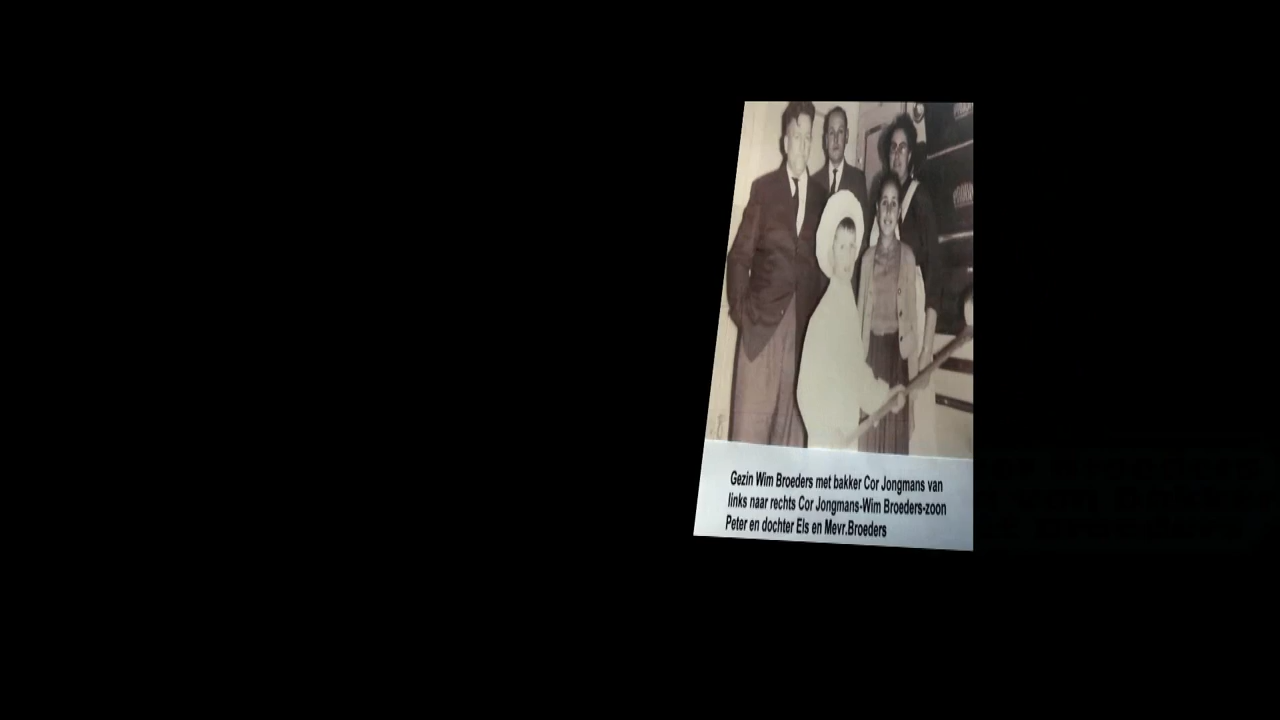 Gezin Wim Broeders met bakker Cor Jongmans van
links naar rechts Cor Jongmans-Wim Broeders-zoon
Peter en dochter Els en Mevr.Broeders